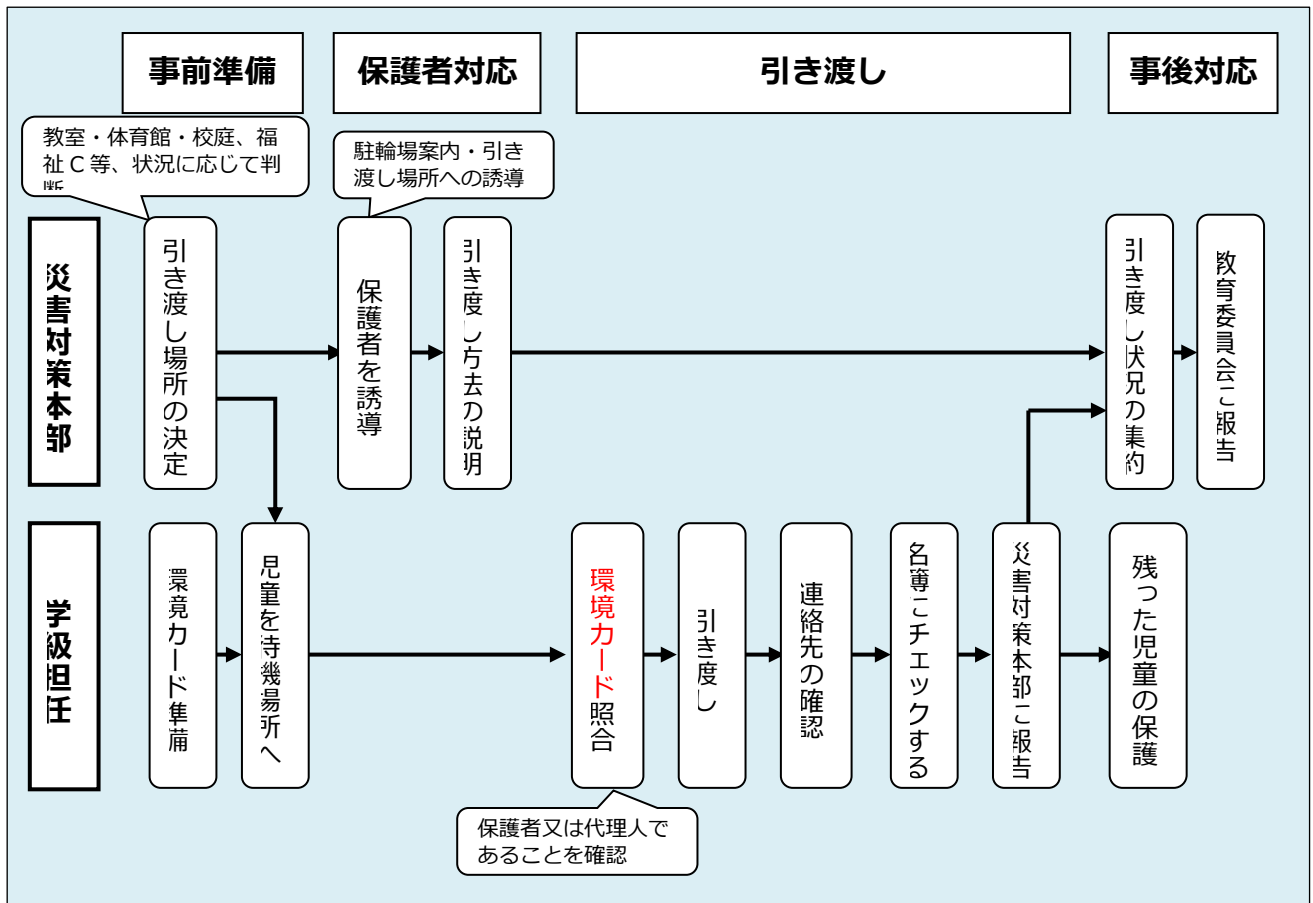 事前準備
保護者対応
引き渡し
事後対応
教室・体育館・校庭、福
祉C等、状況に応じて判
断
駐輪場案内・引き
渡し場所への誘導
災害対策本部
引き渡し場所の決定
保護者を誘導
引き渡し方法の説明
引き渡し状況の集約
教育委員会に報告
学級担任
環境カード準備
児童を待機場所へ
環境カード照合
引き渡し
連絡先の確認
名簿にチェックする
災害対策本部に報告
残った児童の保護
保護者又は代理人で
あることを確認